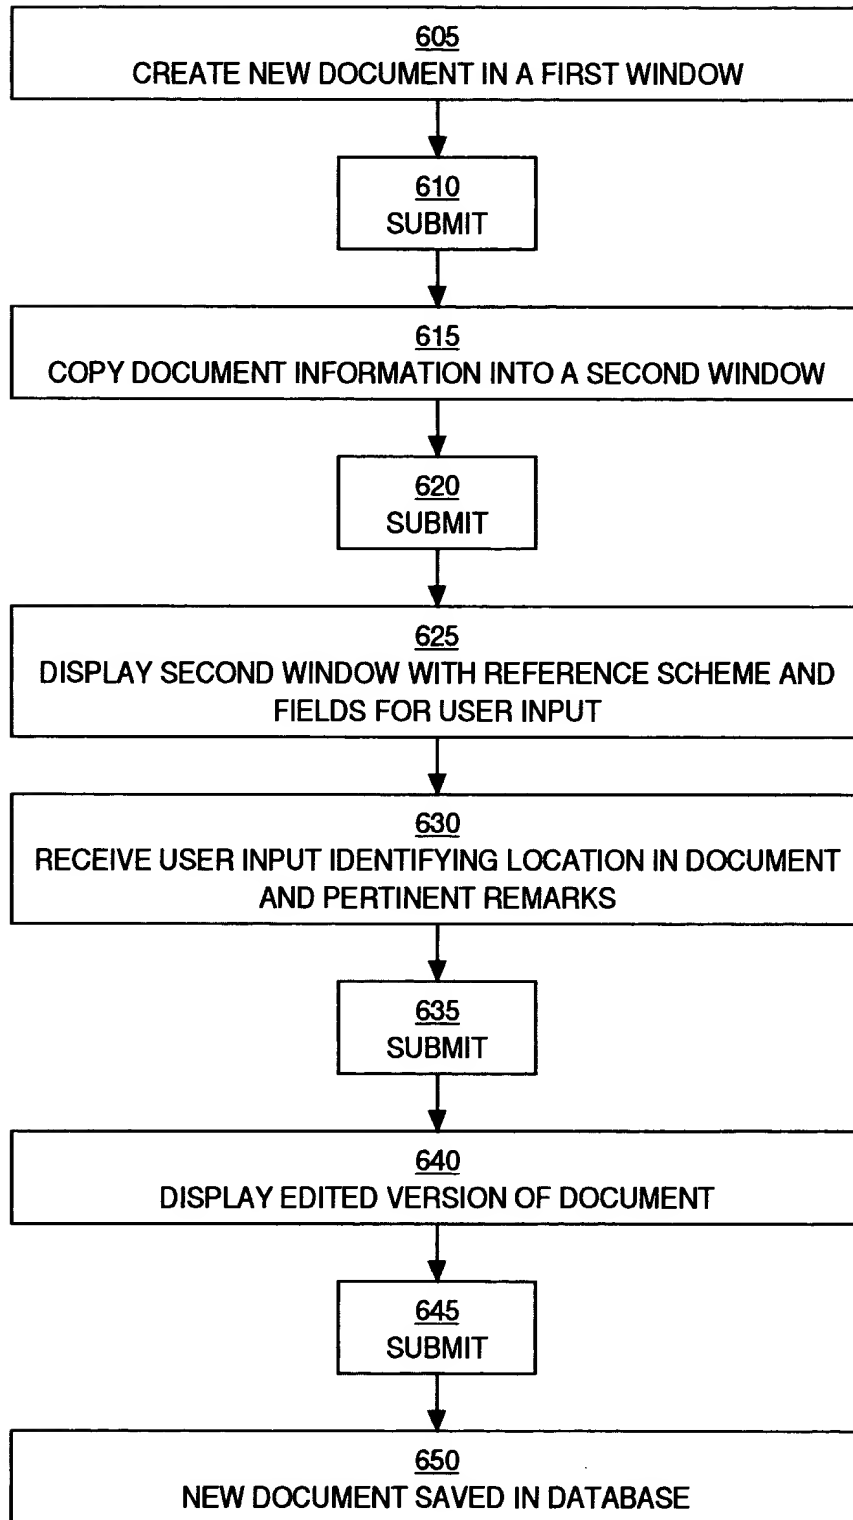 605
CREATE NEW DOCUMENT IN A FIRST WINDOW
610
SUBMIT
615
COPY DOCUMENT INFORMATION INTO A SECOND WINDOW
620
SUBMIT
625
DISPLAY SECOND WINDOW WITH REFERENCE SCHEME AND
FIELDS FOR USER INPUT
630
RECEIVE USER INPUT IDENTIFYING LOCATION IN DOCUMENT
AND PERTINENT REMARKS
635
SUBMIT
640
DISPLAY EDITED VERSION OF DOCUMENT
645
SUBMIT
650
NEW DOCUMENT SAVED IN DATABASE